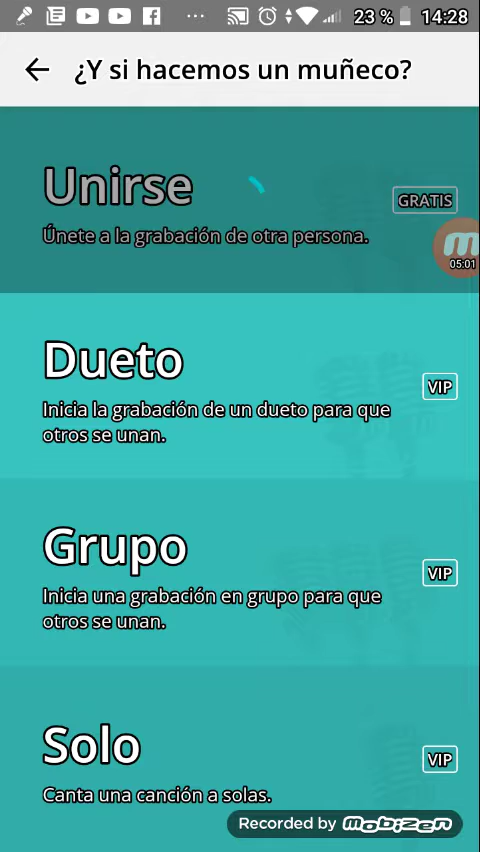 23 % 14:28
¿Y si hacemos un muñeco?
Unirse
GRATIS
Únete a la grabación de otra persona.
05:01
Dueto
VIP
Inicia la grabación de un dueto para que
otros se unan.
Grupo
VIP
Inicia una grabación en grupo para que
otros se unan.
Solo
VIP
Canta una canción a solas.
Recorded by mobizen